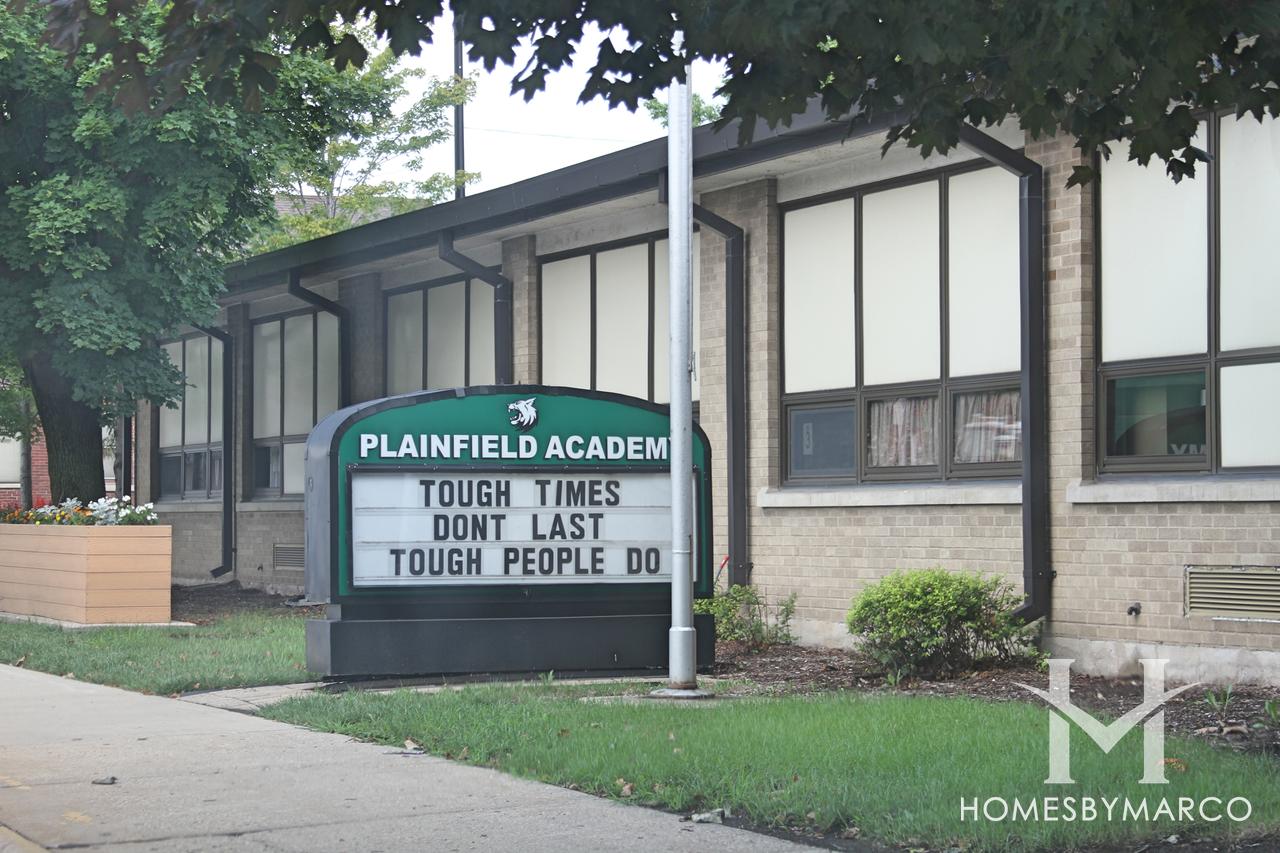 PLAINFIELD ACADEMY
TOUGH TIMES
DONT LAST
TOUGH PEOPLE DO
HOMESBYMARCO